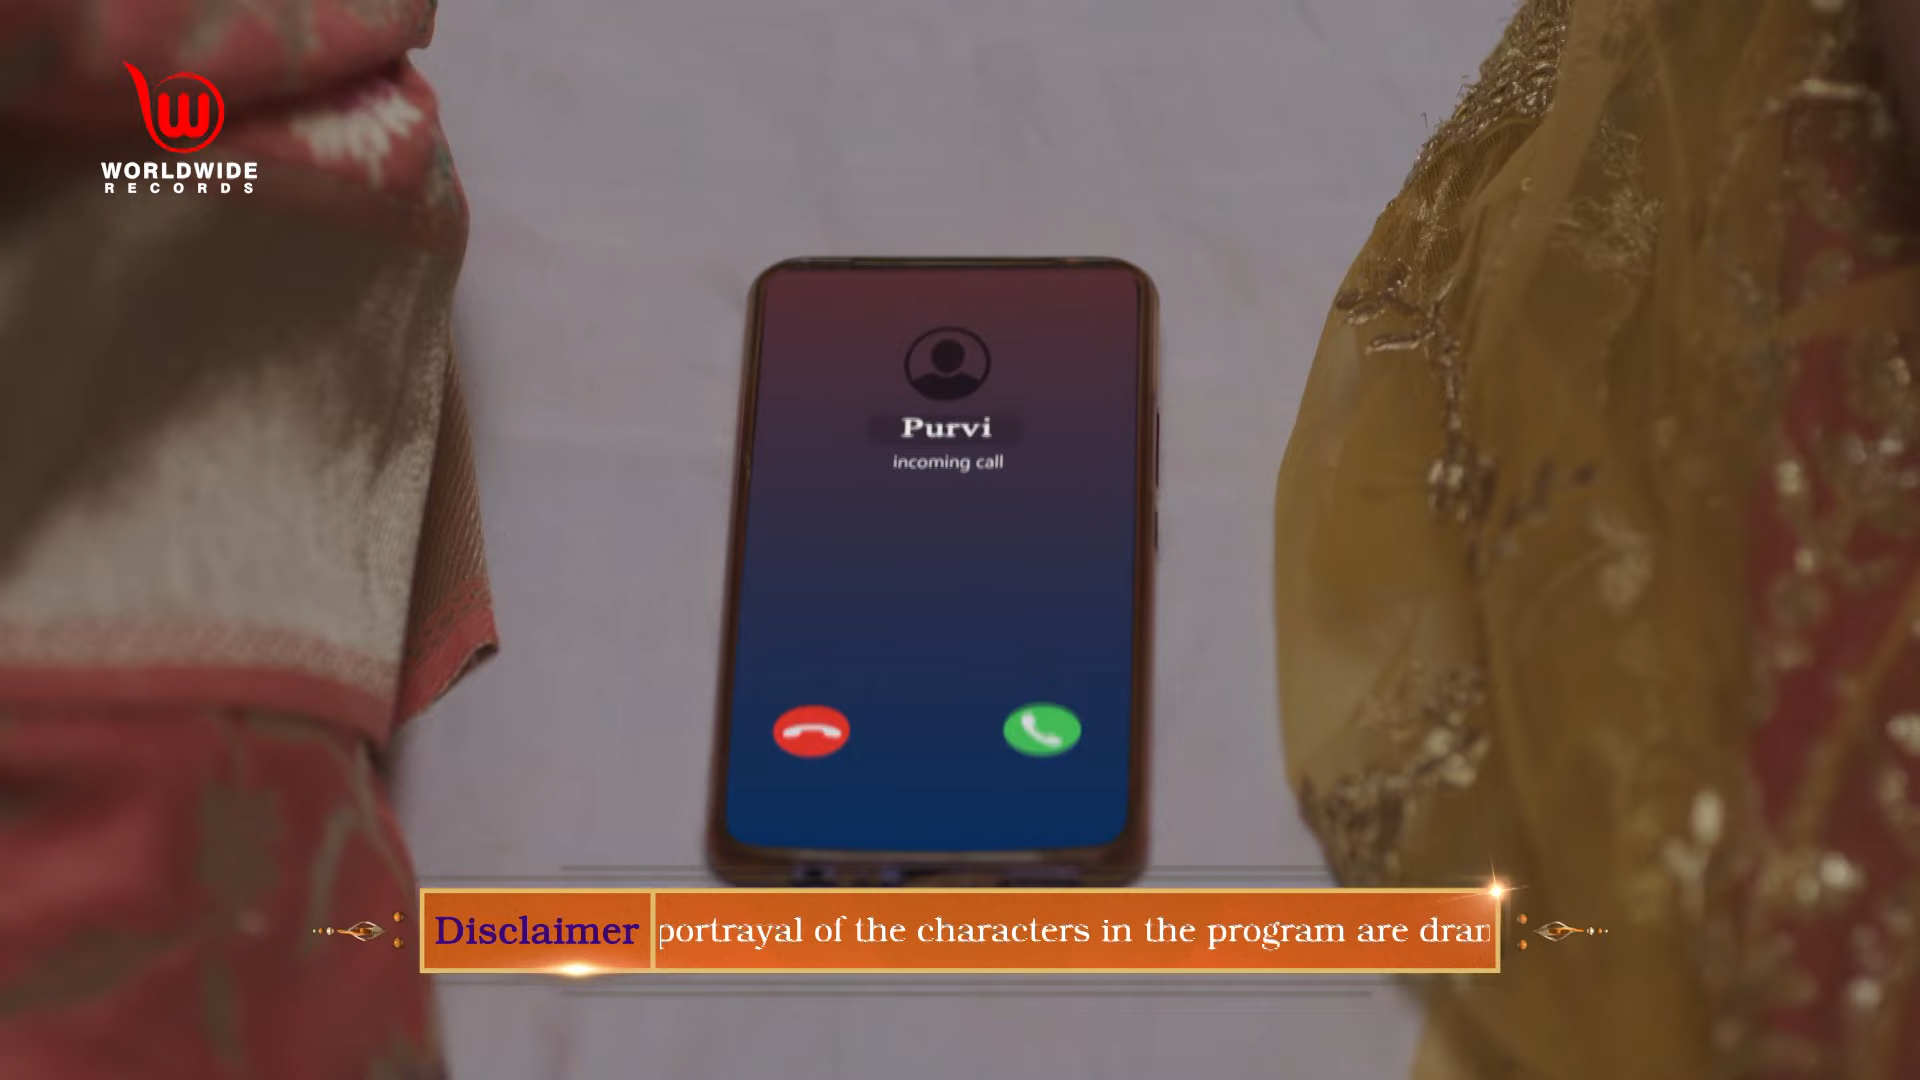 WORLDWIDE
RECORDS
Purvi
incoming call
Disclaimer
portrayal of the characters in the program are